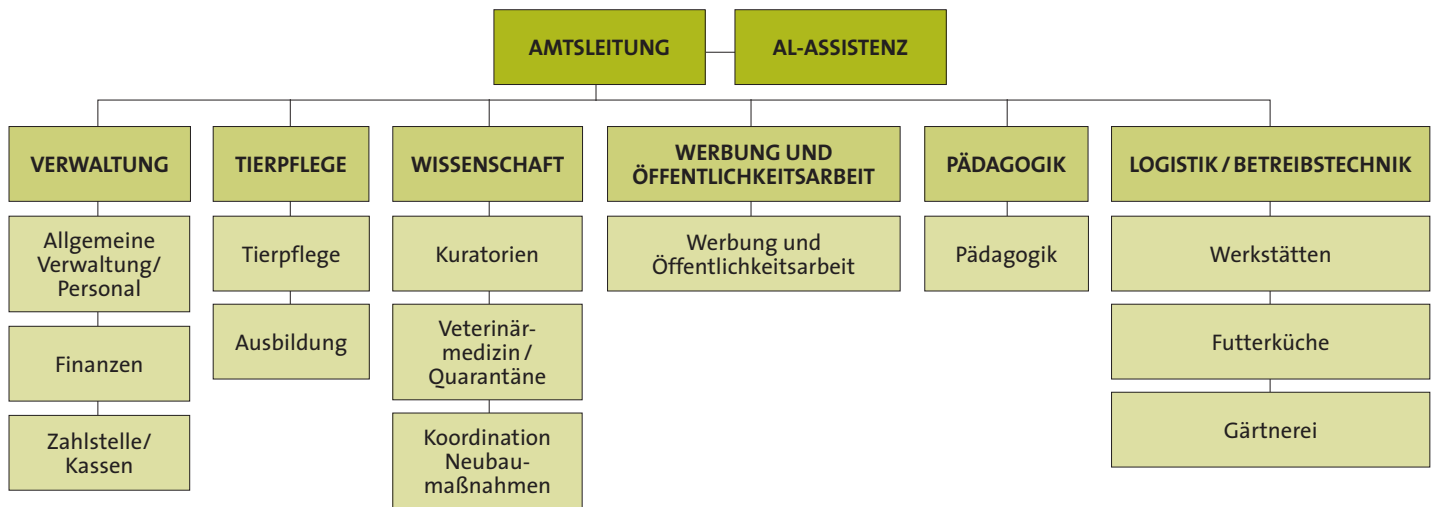 AMTSLEITUNG
AL-ASSISTENZ
VERWALTUNG
Allgemeine
Verwaltung/
Personal
Finanzen
Zahlstelle/
Kassen
TIERPFLEGE
Tierpflege
Ausbildung
WISSENSCHAFT
Kuratorien
Veterinär-
medizin /
Quarantäne
Koordination
Neubau-
maßnahmen
WERBUNG UND
ÖFFENTLICHKEITSARBEIT
Werbung und
Öffentlichkeitsarbeit
PÄDAGOGIK
Pädagogik
LOGISTIK / BETREIBSTECHNIK
Werkstätten
Futterküche
Gärtnerei